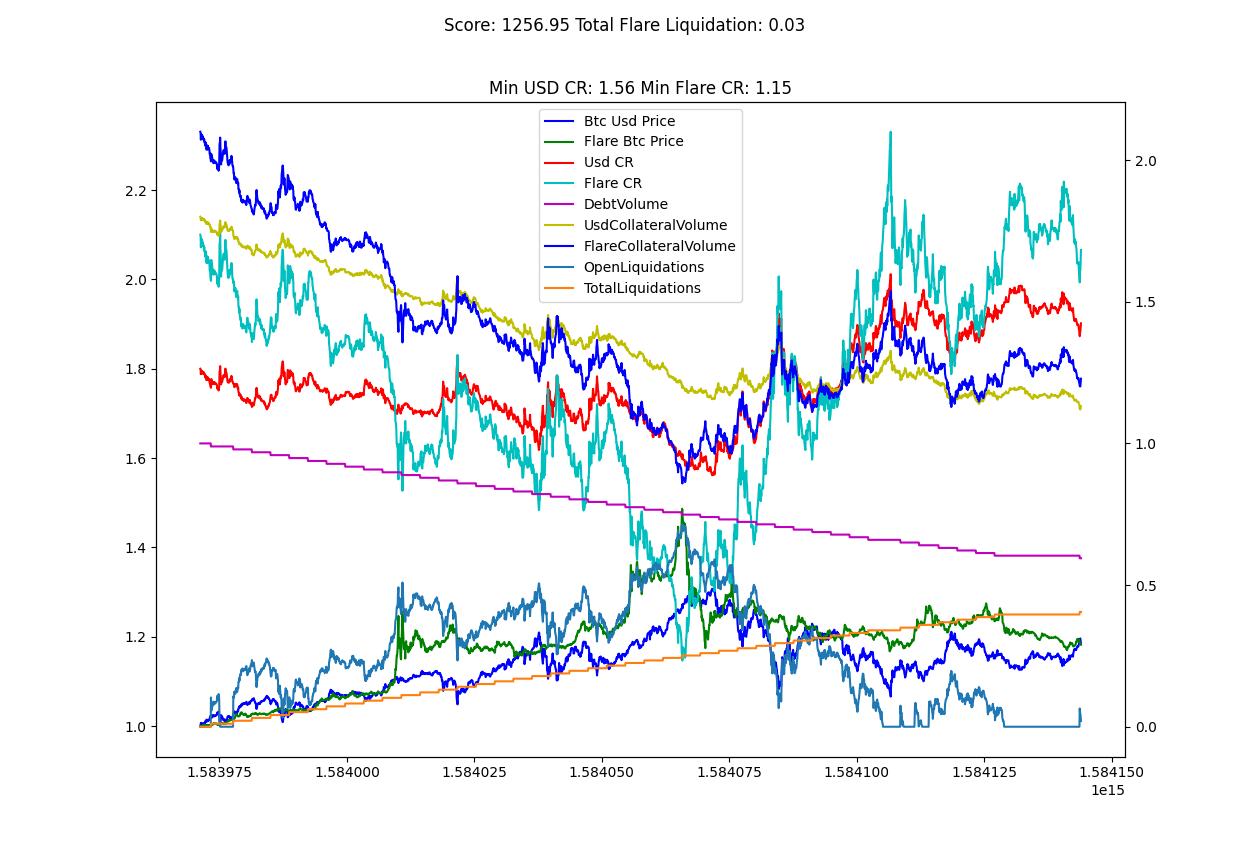 Score: 1256.95 Total Flare Liquidation: 0.03
Min USD CR: 1.56 Min Flare CR: 1.15
Btc Usd Price
Flare Btc Price
Usd CR
Flare CR
DebtVolume
UsdCollateralVolume
FlareCollateralVolume
OpenLiquidations
TotalLiquidations
2.2
2.0
1.8
1.6
1.4
1.2
1.0
2.0
1.5
1.0
0.5
0.0
1.583975 1.584000 1.584025 1.584050 1.584075 1.584100 1.584125 1.584150
1e15